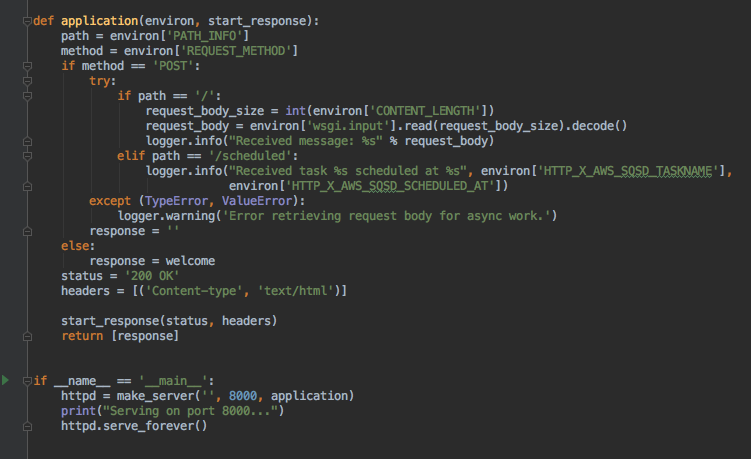 def application(environ, start_response):
    path = environ['PATH_INFO']
    method = environ['REQUEST_METHOD']
    if method == 'POST':
        try:
            if path == '/':
                request_body_size = int(environ['CONTENT_LENGTH'])
                request_body = environ['wsgi.input'].read(request_body_size).decode()
                logger.info("Received message: %s" % request_body)
            elif path == '/scheduled':
                logger.info("Received task %s scheduled at %s", environ['HTTP_X_AWS_SQSD_TASKNAME'],
                            environ['HTTP_X_AWS_SQSD_SCHEDULED_AT'])
        except (TypeError, ValueError):
            logger.warning('Error retrieving request body for async work.')
        response = ''
    else:
        response = welcome
    status = '200 OK'
    headers = [('Content-type', 'text/html')]

    start_response(status, headers)
    return [response]


if __name__ == '__main__':
    httpd = make_server('', 8000, application)
    print("Serving on port 8000...")
    httpd.serve_forever()